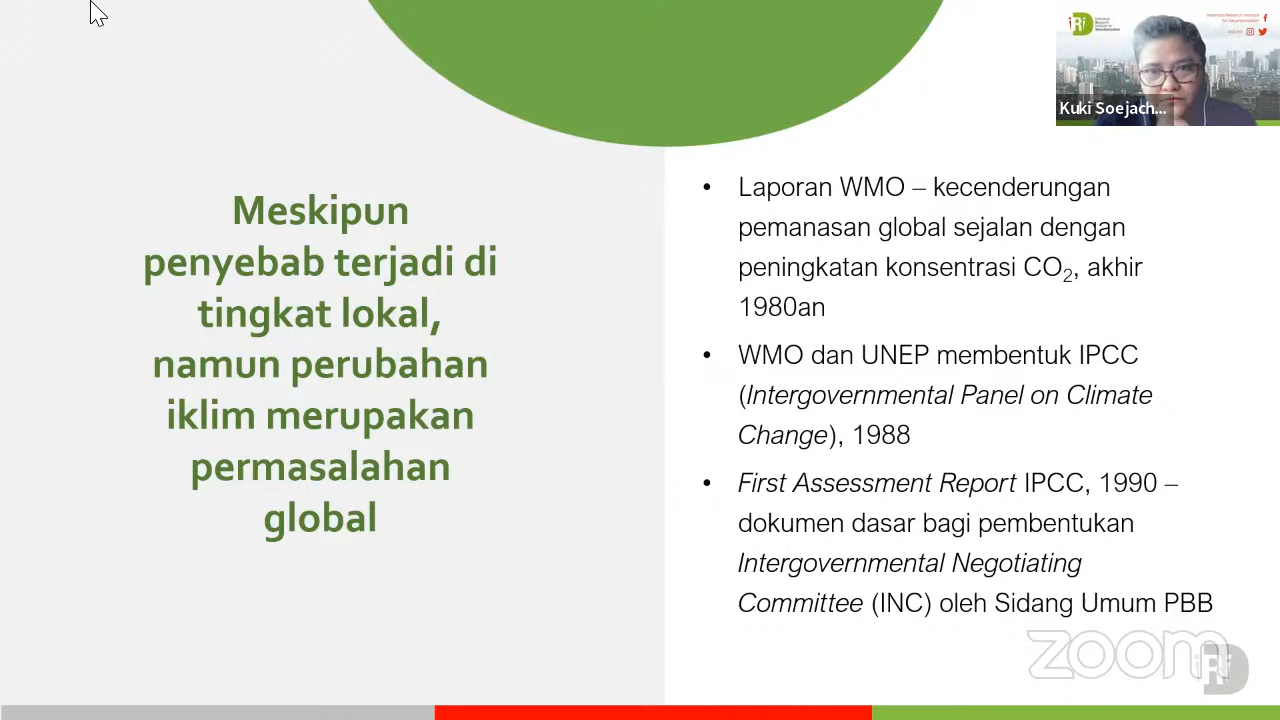 Meskipun
penyebab terjadi di
tingkat lokal,
namun perubahan
iklim merupakan
permasalahan
global
• Laporan WMO – kecenderungan
pemanasan global sejalan dengan
peningkatan konsentrasi CO₂, akhir
1980an
• WMO dan UNEP membentuk IPCC
(Intergovernmental Panel on Climate
Change), 1988
• First Assessment Report IPCC, 1990 –
dokumen dasar bagi pembentukan
Intergovernmental Negotiating
Committee (INC) oleh Sidang Umum PBB
iRi
Kuki Soejach...
zoom
iRi